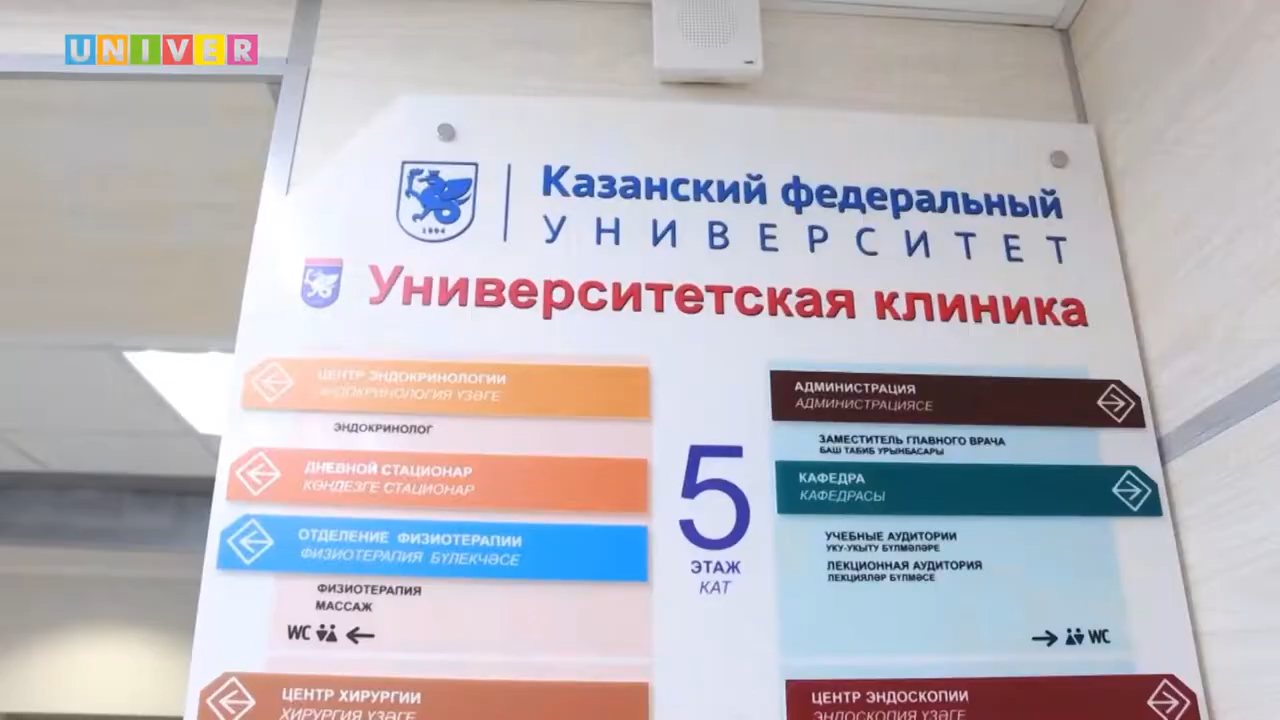 UNIVER
1804
Казанский федеральный
УНИВЕРСИТЕТ
Университетская клиника
ЦЕНТР ЭНДОКРИНОЛОГИИ
ЭНДОКРИНОЛОГИЯ ҮЗӘГЕ
ЭНДОКРИНОЛОГ
ДНЕВНОЙ СТАЦИОНАР
КӨНДЕЗГЕ СТАЦИОНАР
ОТДЕЛЕНИЕ ФИЗИОТЕРАПИИ
ФИЗИОТЕРАПИЯ БҮЛЕКЧӘСЕ
ФИЗИОТЕРАПИЯ
МАССАЖ
WC
ЦЕНТР ХИРУРГИИ
ХИРУРГИЯ ҮЗӘГЕ
5
ЭТАЖ
КАТ
АДМИНИСТРАЦИЯ
АДМИНИСТРАЦИЯСЕ
ЗАМЕСТИТЕЛЬ ГЛАВНОГО ВРАЧА
БАШ ТАБИБ УРЫНБАСАРЫ
КАФЕДРА
КАФЕДРАСЫ
УЧЕБНЫЕ АУДИТОРИИ
УКУ-УКЫТУ БҮЛМӘЛӘРЕ
ЛЕКЦИОННАЯ АУДИТОРИЯ
ЛЕКЦИЯЛӘР БҮЛМӘСЕ
WC
ЦЕНТР ЭНДОСКОПИИ
ЭНДОСКОПИЯ ҮЗӘГЕ